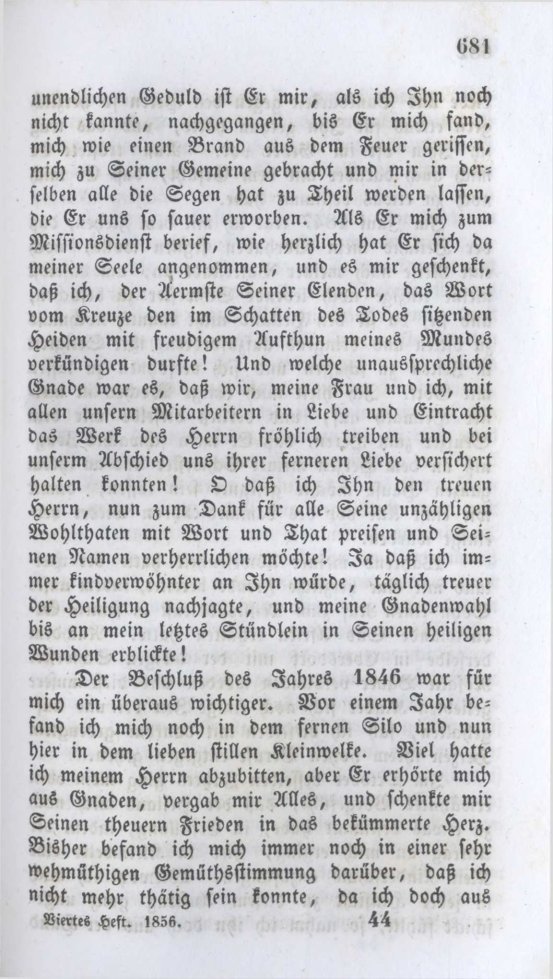 681
unendlichen Geduld ist Er mir, als ich Ihn noch
nicht kannte, nachgegangen, bis Er mich fand,
mich wie einen Brand aus dem Feuer gerissen,
mich zu Seiner Gemeine gebracht und mir in der-
selben alle die Segen hat zu Theil werden lassen,
die Er uns so sauer erworben. Als Er mich zum
Missionsdienst berief, wie herzlich hat Er sich da
meiner Seele angenommen, und es mir geschenkt,
daß ich, der Aermste Seiner Elenden, das Wort
vom Kreuze den im Schatten des Todes sitzenden
Heiden mit freudigem Aufthun meines Mundes
verkündigen durfte! Und welche unaussprechliche
Gnade war es, daß wir, meine Frau und ich, mit
allen unsern Mitarbeitern in Liebe und Eintracht
das Werk des Herrn fröhlich treiben und bei
unserm Abschied uns ihrer ferneren Liebe versichert
halten konnten! O daß ich Ihn den treuen
Herrn, nun zum Dank für alle Seine unzähligen
Wohlthaten mit Wort und That preisen und Sei-
nen Namen verherrlichen möchte! Ja daß ich im-
mer kindverwöhnter an Ihn würde, täglich treuer
der Heiligung nachjagte, und meine Gnadenwahl
bis an mein letztes Stündlein in Seinen heiligen
Wunden erblickte!
Der Beschluß des Jahres 1846 war für
mich ein überaus wichtiger. Vor einem Jahr be-
fand ich mich noch in dem fernen Silo und nun
hier in dem lieben stillen Kleinwelke. Viel hatte
ich meinem Herrn abzubitten, aber Er erhörte mich
aus Gnaden, vergab mir Alles, und schenkte mir
Seinen theuern Frieden in das bekümmerte Herz.
Bisher befand ich mich immer noch in einer sehr
wehmüthigen Gemüthsstimmung darüber, daß ich
nicht mehr thätig sein konnte, da ich doch aus
Viertes Heft. 1856. 44